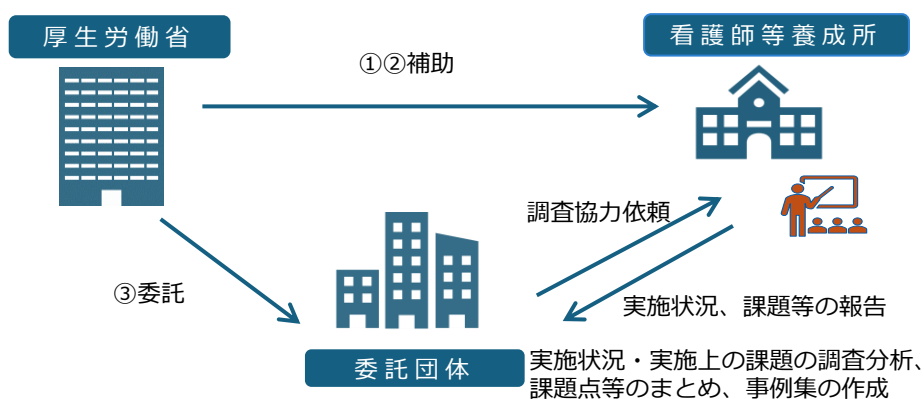 厚生労働省
看護師等養成所
①②補助
調査協力依頼
③委託
実施状況、課題等の報告
委託団体
実施状況・実施上の課題の調査分析、
課題点等のまとめ、事例集の作成